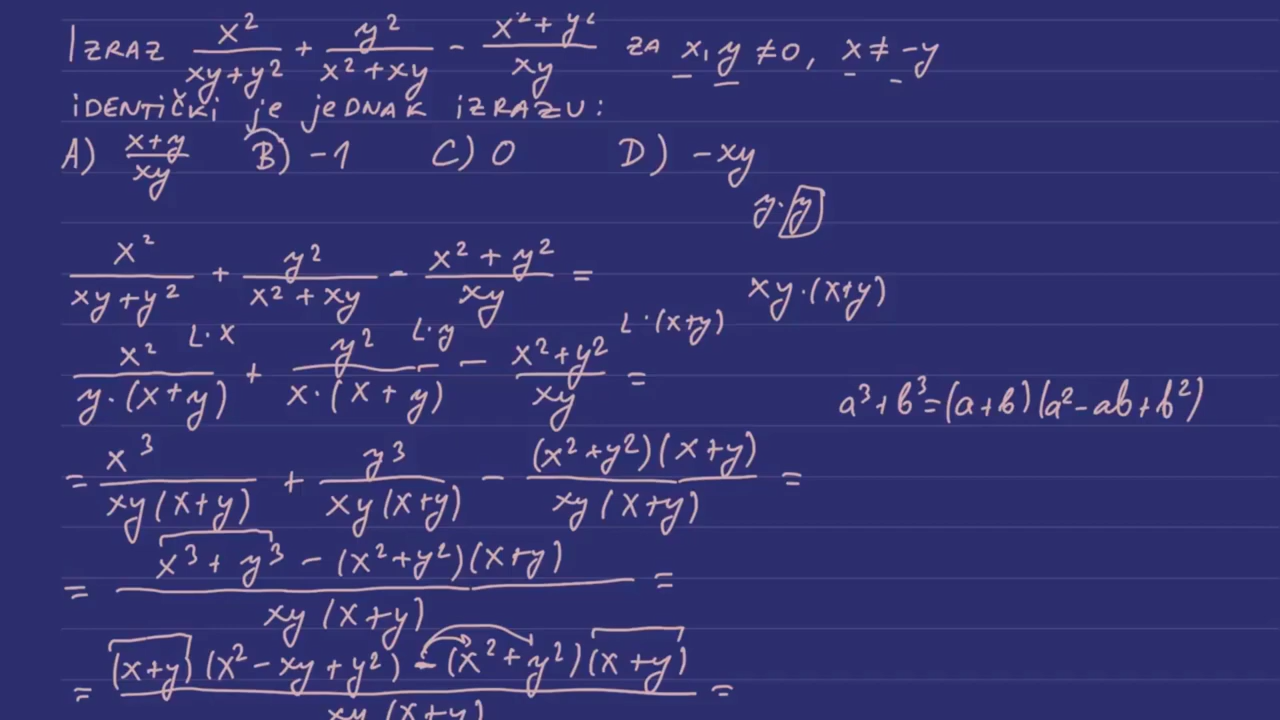 IZRAZ x²/(xy+y²) + y²/(x²+xy) - (x²+y²)/(xy) ZA x, y ≠ 0, x ≠ -y
IDENTIČKI je jeDNAK IZRAZU:
A) (x+y)/(xy) B) -1 C) 0 D) -xy
y·y
x²/(xy+y²) + y²/(x²+xy) - (x²+y²)/(xy) =
xy·(x+y)
x²/(y·(x+y)) L·x + y²/(x·(x+y)) L·y - (x²+y²)/(xy) L·(x+y) =
a³+b³=(a+b)(a²-ab+b²)
= x³/(xy(x+y)) + y³/(xy(x+y)) - (x²+y²)(x+y)/(xy(x+y)) =
= (x³+y³-(x²+y²)(x+y))/(xy(x+y)) =
= ((x+y)(x²-xy+y²)-(x²+y²)(x+y))/(xy(x+y)) =